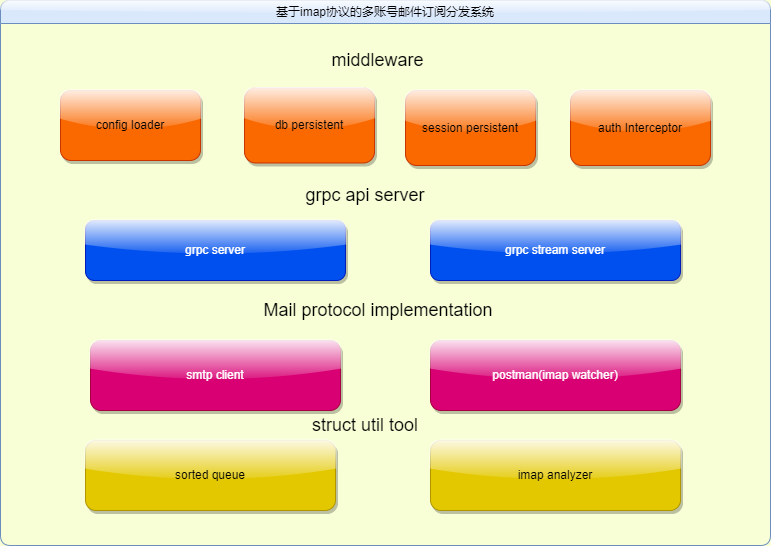 基于imap协议的多账号邮件订阅分发系统
middleware
config loader
db persistent
session persistent
auth Interceptor
grpc api server
grpc server
grpc stream server
Mail protocol implementation
smtp client
postman(imap watcher)
struct util tool
sorted queue
imap analyzer